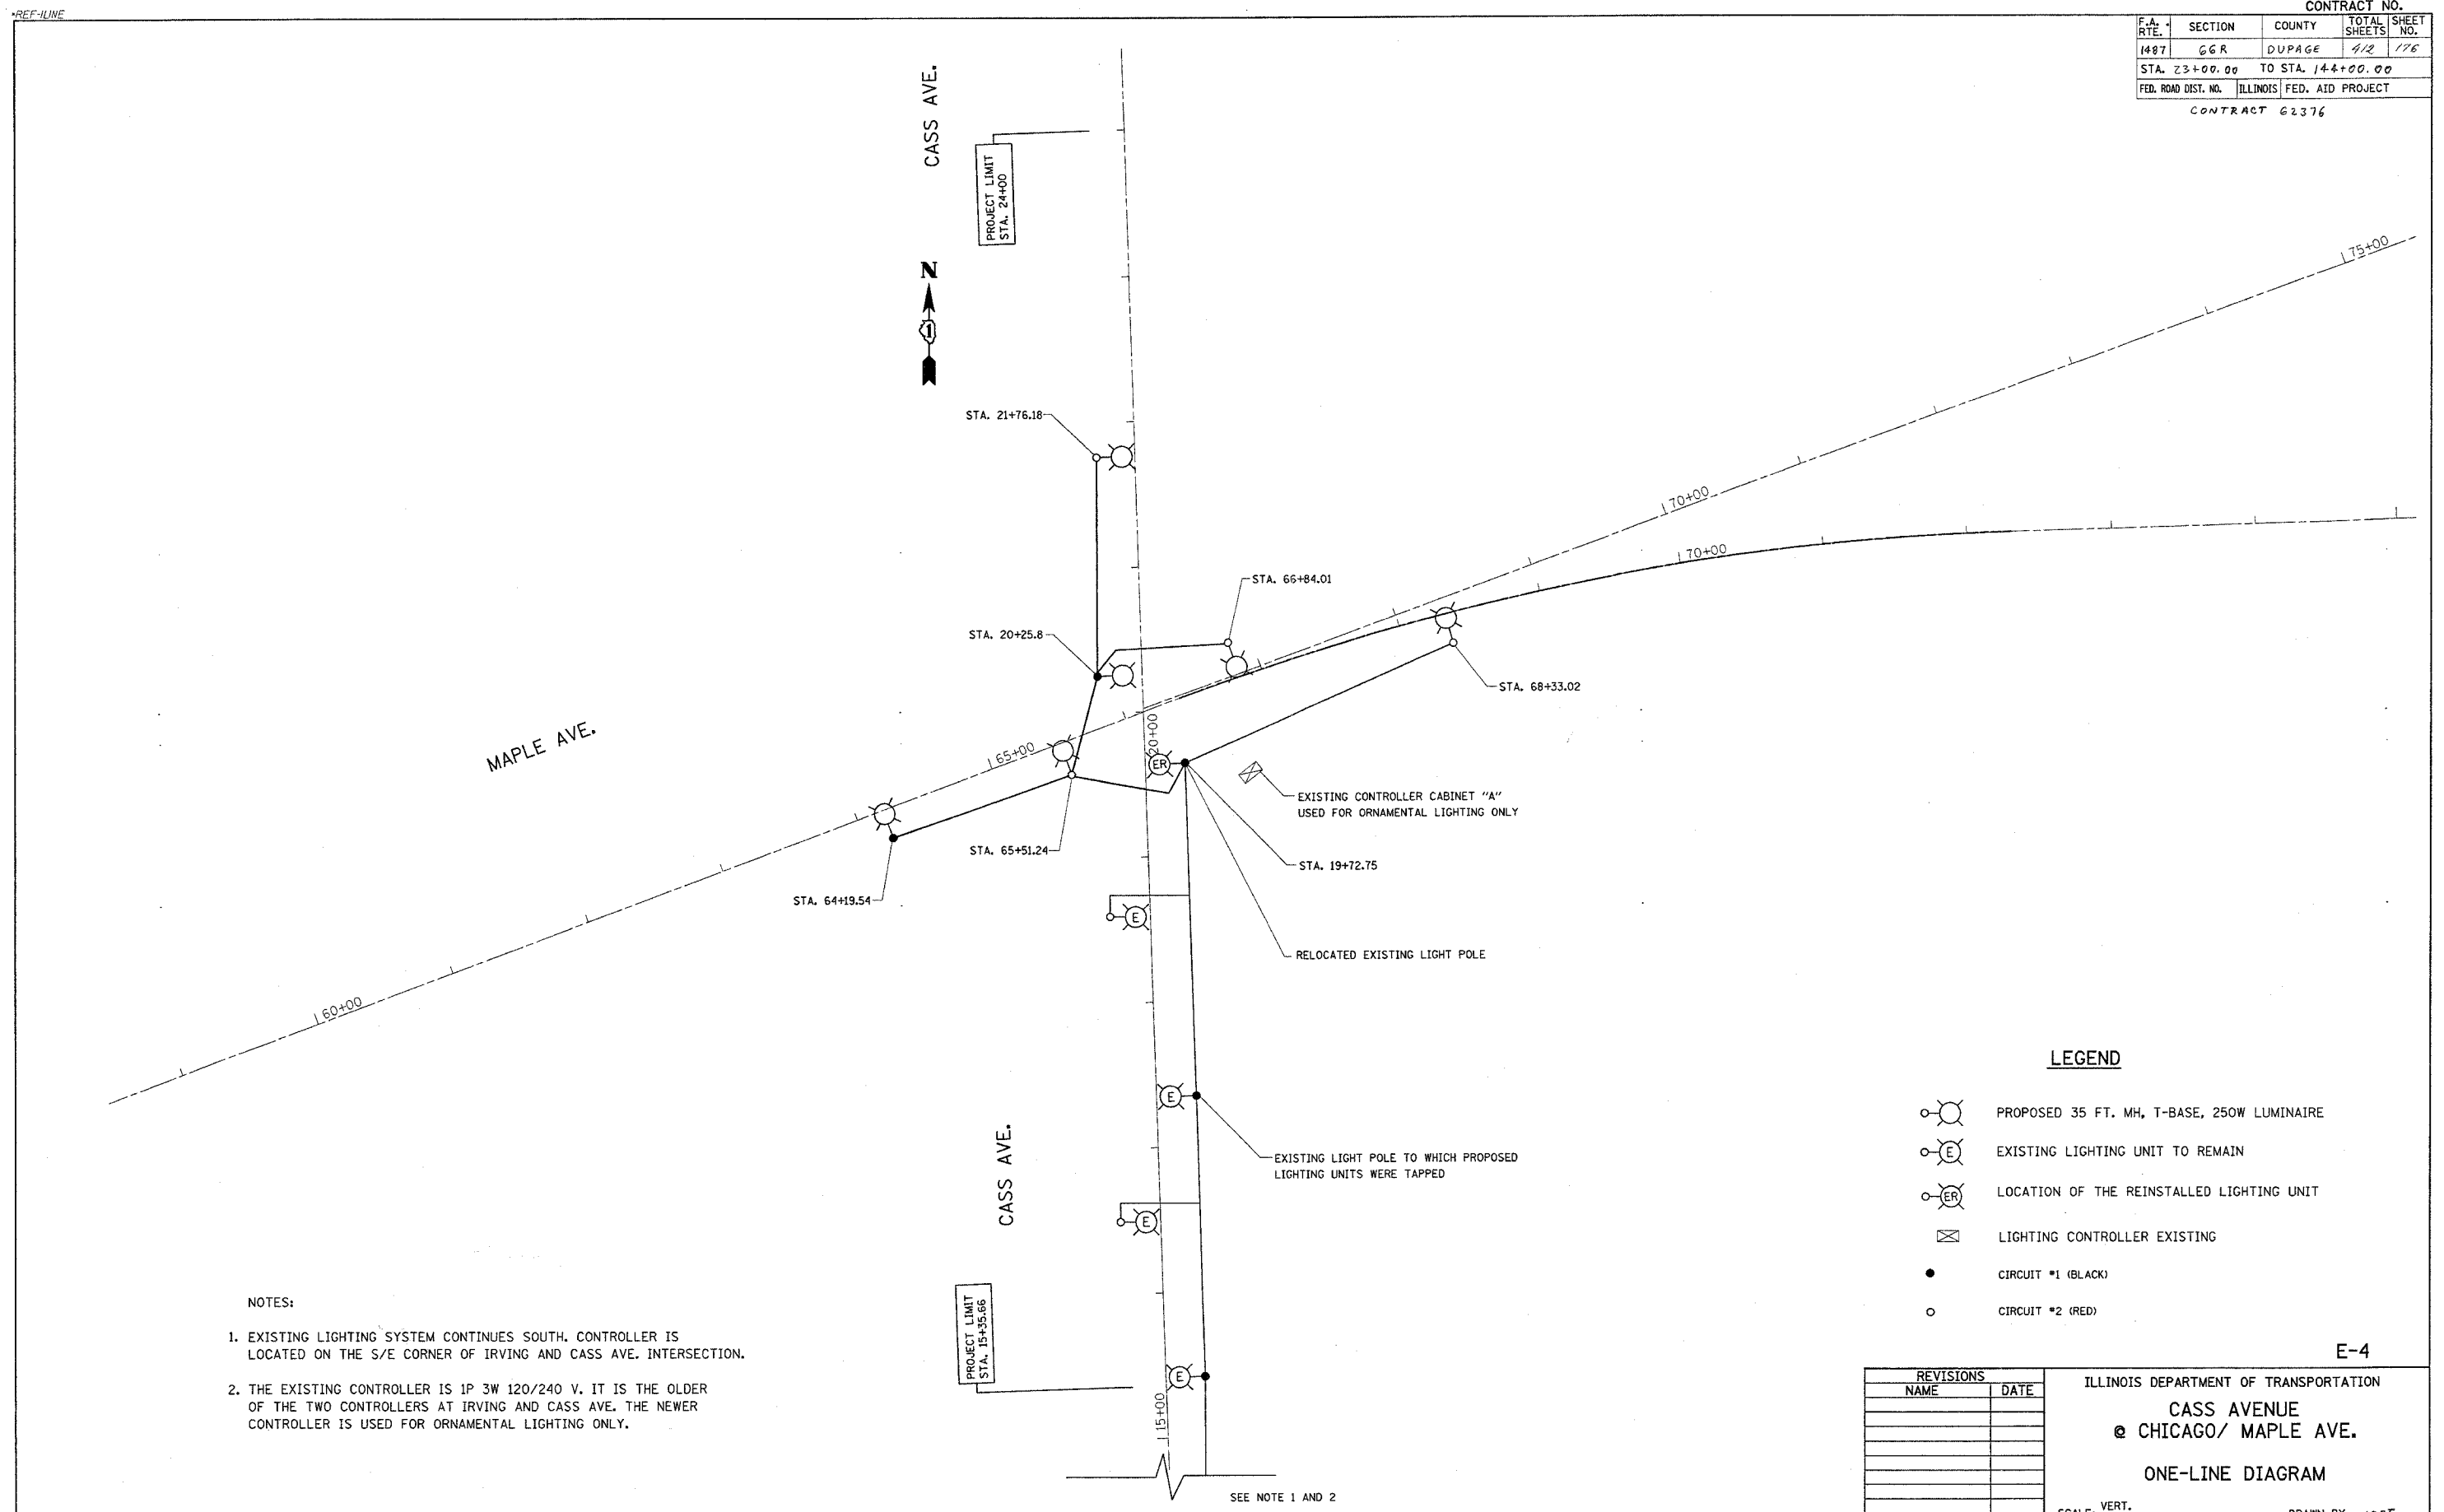 *REF-ILINE
CONTRACT NO.
F.A. RTE. SECTION COUNTY TOTAL SHEETS SHEET NO.
1487 66R DUPAGE 412 176
STA. 23+00.00 TO STA. 144+00.00
FED. ROAD DIST. NO. ILLINOIS FED. AID PROJECT
CONTRACT 62376
CASS AVE.
PROJECT LIMIT
STA. 24+00
N
1
75+00
STA. 21+76.18
70+00
70+00
STA. 66+84.01
STA. 20+25.8
STA. 68+33.02
MAPLE AVE.
65+00
20+00
ER
EXISTING CONTROLLER CABINET "A"
USED FOR ORNAMENTAL LIGHTING ONLY
STA. 65+51.24
STA. 19+72.75
STA. 64+19.54
E
RELOCATED EXISTING LIGHT POLE
60+00
E
CASS AVE.
EXISTING LIGHT POLE TO WHICH PROPOSED
LIGHTING UNITS WERE TAPPED
E
PROJECT LIMIT
STA. 15+35.66
E
15+00
SEE NOTE 1 AND 2
NOTES:
1. EXISTING LIGHTING SYSTEM CONTINUES SOUTH. CONTROLLER IS
LOCATED ON THE S/E CORNER OF IRVING AND CASS AVE. INTERSECTION.
2. THE EXISTING CONTROLLER IS 1P 3W 120/240 V. IT IS THE OLDER
OF THE TWO CONTROLLERS AT IRVING AND CASS AVE. THE NEWER
CONTROLLER IS USED FOR ORNAMENTAL LIGHTING ONLY.
LEGEND
PROPOSED 35 FT. MH, T-BASE, 250W LUMINAIRE
E EXISTING LIGHTING UNIT TO REMAIN
ER LOCATION OF THE REINSTALLED LIGHTING UNIT
LIGHTING CONTROLLER EXISTING
CIRCUIT #1 (BLACK)
CIRCUIT #2 (RED)
E-4
REVISIONS
NAME DATE
ILLINOIS DEPARTMENT OF TRANSPORTATION
CASS AVENUE
@ CHICAGO/ MAPLE AVE.
ONE-LINE DIAGRAM
SCALE: VERT.
DRAWN BY